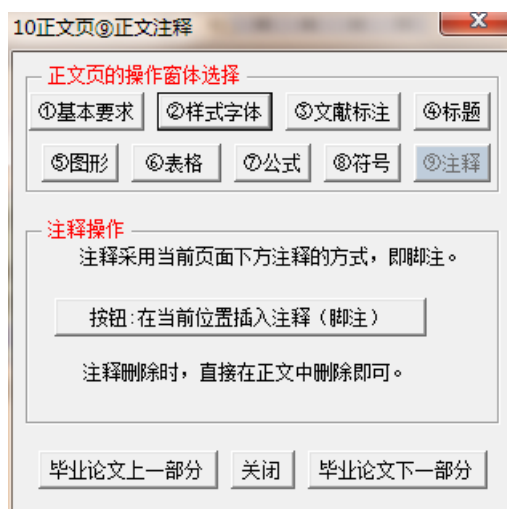 10正文页⑨正文注释
正文页的操作窗体选择
①基本要求 ②样式字体 ③文献标注 ④标题
⑤图形 ⑥表格 ⑦公式 ⑧符号 ⑨注释
注释操作
注释采用当前页面下方注释的方式，即脚注。
按钮:在当前位置插入注释（脚注）
注释删除时，直接在正文中删除即可。
毕业论文上一部分 关闭 毕业论文下一部分